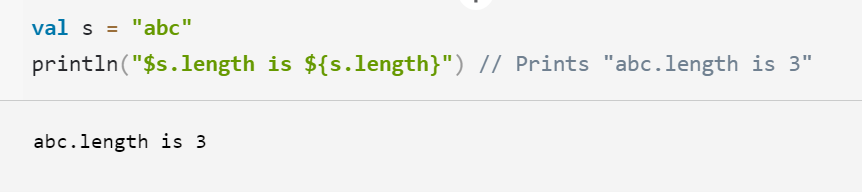 val s = "abc"
println("$s.length is ${s.length}") // Prints "abc.length is 3"
abc.length is 3